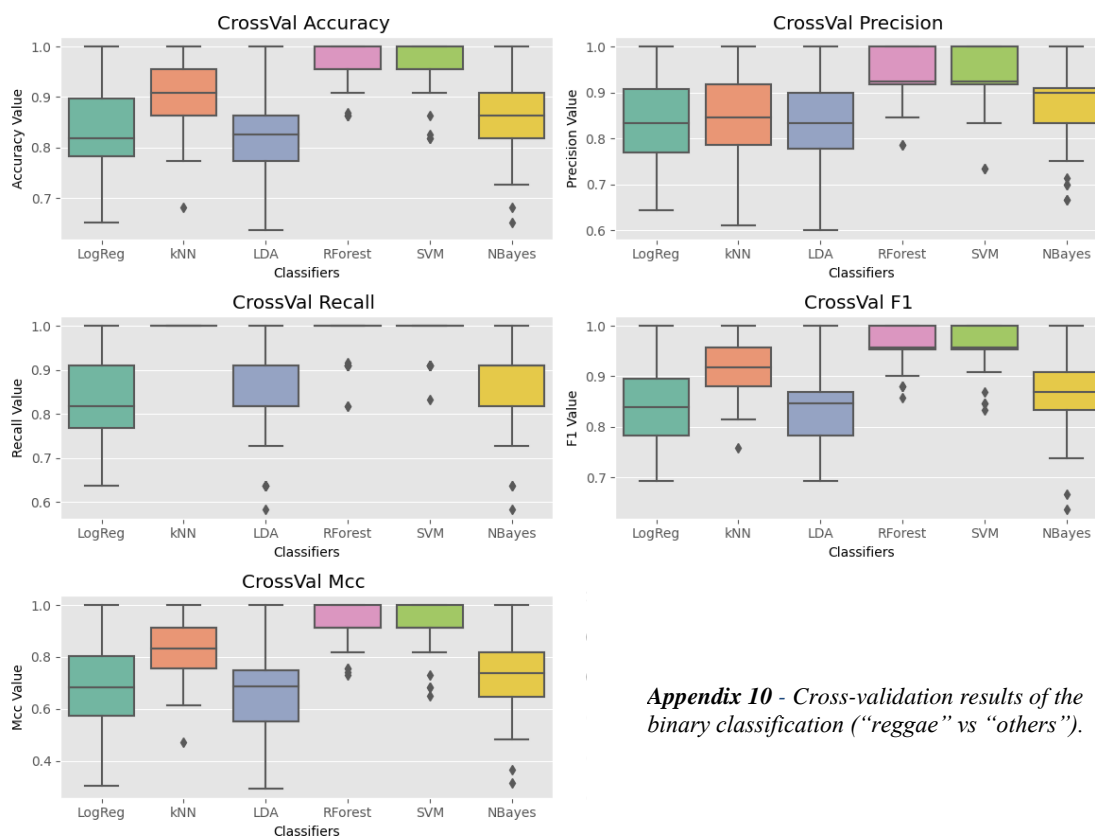 CrossVal Accuracy
1.0
0.9
0.8
0.7
Accuracy Value
LogReg kNN LDA RForest SVM NBayes
Classifiers
CrossVal Precision
1.0
0.9
0.8
0.7
0.6
Precision Value
LogReg kNN LDA RForest SVM NBayes
Classifiers
CrossVal Recall
1.0
0.9
0.8
0.7
0.6
Recall Value
LogReg kNN LDA RForest SVM NBayes
Classifiers
CrossVal F1
1.0
0.9
0.8
0.7
F1 Value
LogReg kNN LDA RForest SVM NBayes
Classifiers
CrossVal Mcc
1.0
0.8
0.6
0.4
Mcc Value
LogReg kNN LDA RForest SVM NBayes
Classifiers
Appendix 10 - Cross-validation results of the
binary classification (“reggae” vs “others”).